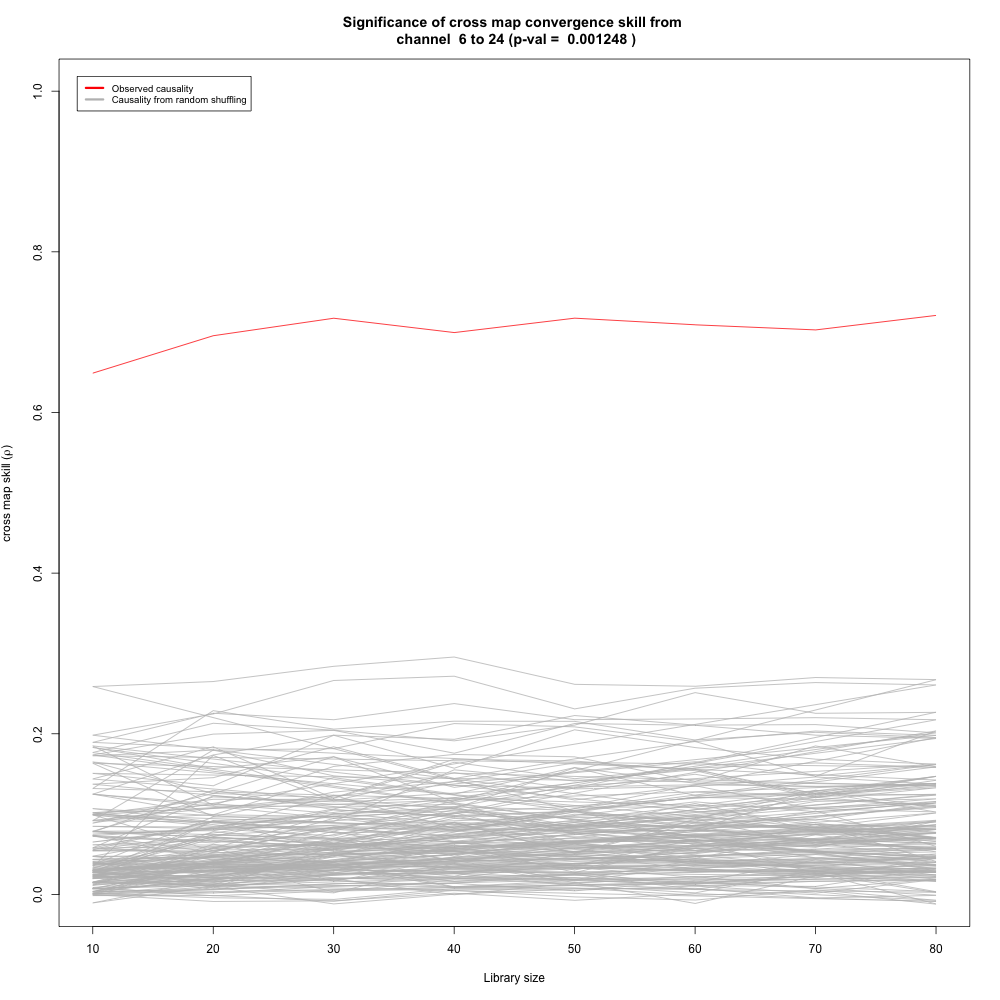 Significance of cross map convergence skill from
channel  6 to 24 (p-val =  0.001248 )
Observed causality
Causality from random shuffling
1.0
0.8
0.6
0.4
0.2
0.0
cross map skill (ρ)
10 20 30 40 50 60 70 80
Library size